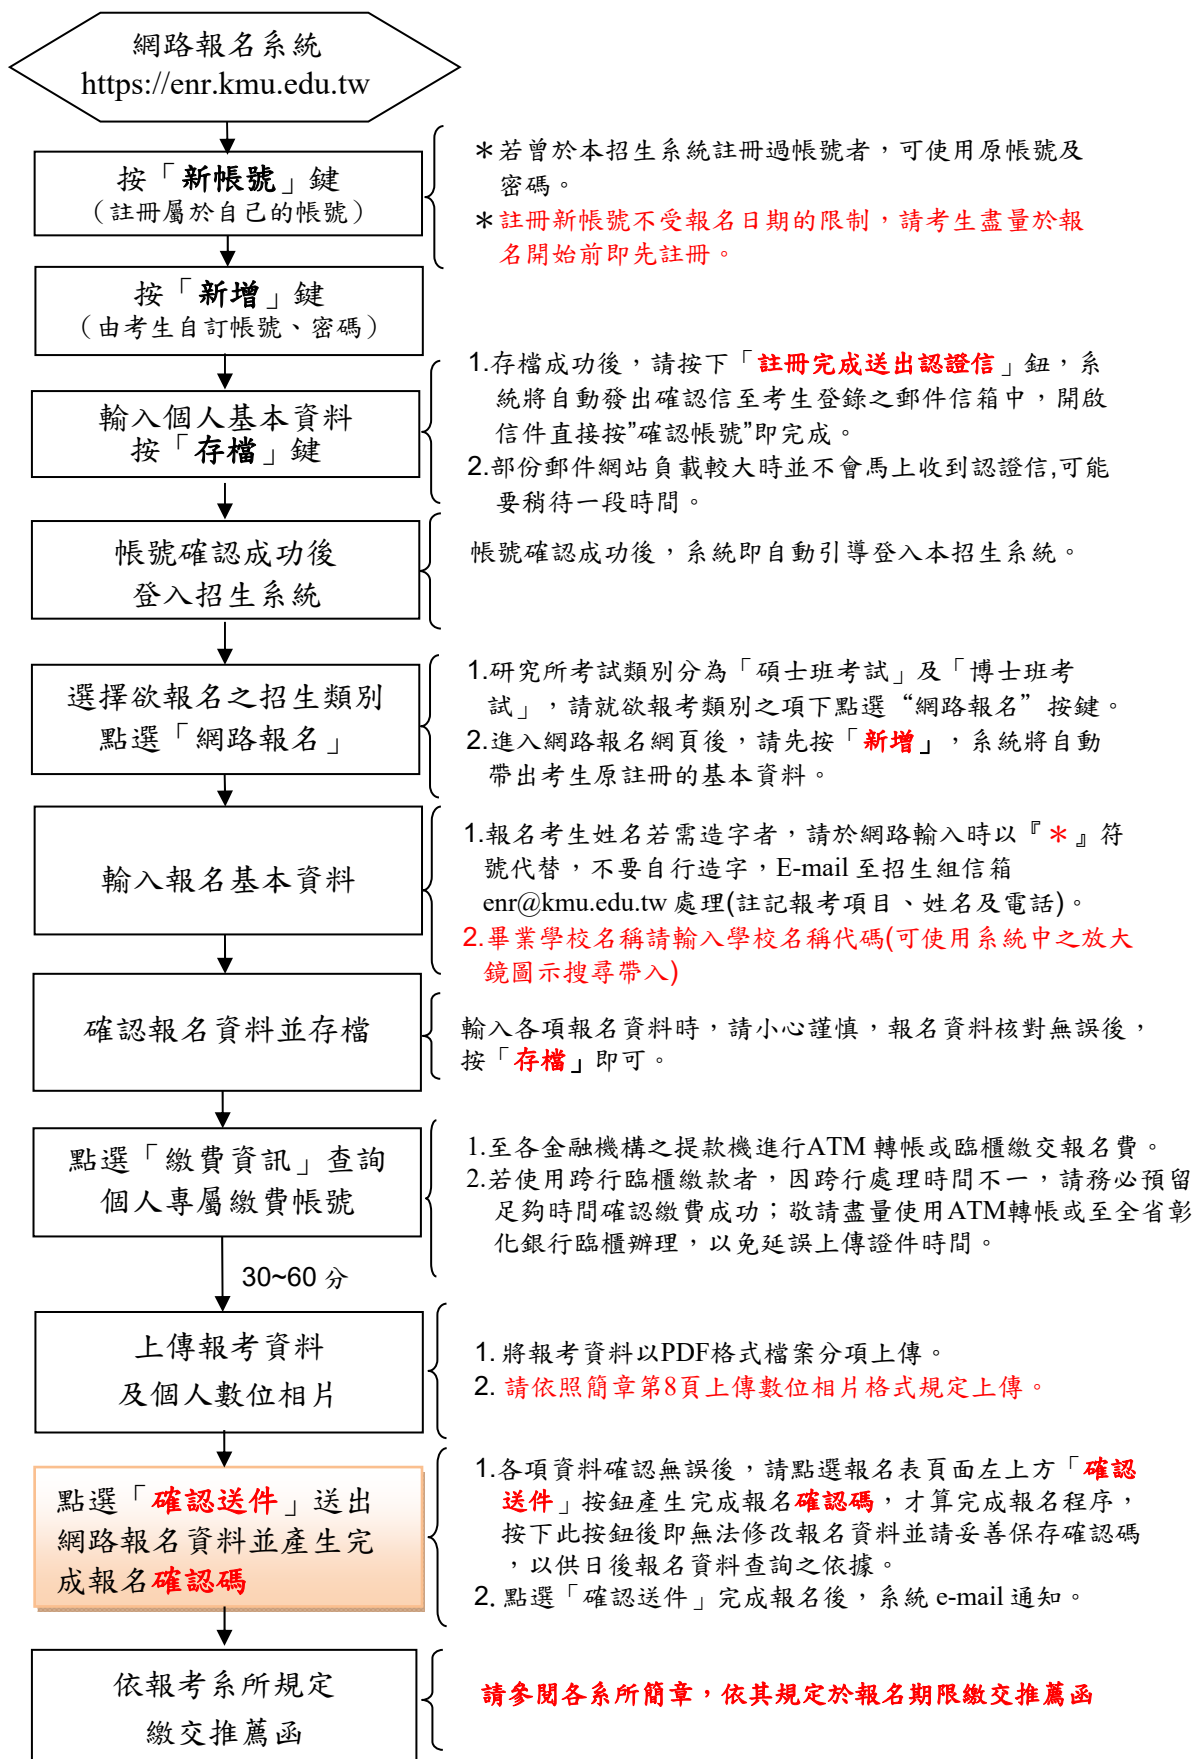 網路報名系統
https://enr.kmu.edu.tw
按「新帳號」鍵
（註冊屬於自己的帳號）
＊若曾於本招生系統註冊過帳號者，可使用原帳號及
密碼。
＊註冊新帳號不受報名日期的限制，請考生盡量於報
名開始前即先註冊。
按「新增」鍵
（由考生自訂帳號、密碼）
輸入個人基本資料
按「存檔」鍵
1.存檔成功後，請按下「註冊完成送出認證信」鈕，系
統將自動發出確認信至考生登錄之郵件信箱中，開啟
信件直接按”確認帳號”即完成。
2.部份郵件網站負載較大時並不會馬上收到認證信,可能
要稍待一段時間。
帳號確認成功後
登入招生系統
帳號確認成功後，系統即自動引導登入本招生系統。
選擇欲報名之招生類別
點選「網路報名」
1.研究所考試類別分為「碩士班考試」及「博士班考
試」，請就欲報考類別之項下點選“網路報名”按鍵。
2.進入網路報名網頁後，請先按「新增」，系統將自動
帶出考生原註冊的基本資料。
輸入報名基本資料
1.報名考生姓名若需造字者，請於網路輸入時以『＊』符
號代替，不要自行造字，E-mail 至招生組信箱
enr@kmu.edu.tw 處理(註記報考項目、姓名及電話)。
2.畢業學校名稱請輸入學校名稱代碼(可使用系統中之放大
鏡圖示搜尋帶入)
確認報名資料並存檔
輸入各項報名資料時，請小心謹慎，報名資料核對無誤後，
按「存檔」即可。
點選「繳費資訊」查詢
個人專屬繳費帳號
1.至各金融機構之提款機進行ATM 轉帳或臨櫃繳交報名費。
2.若使用跨行臨櫃繳款者，因跨行處理時間不一，請務必預留
足夠時間確認繳費成功；敬請盡量使用ATM轉帳或至全省彰
化銀行臨櫃辦理，以免延誤上傳證件時間。
30~60 分
上傳報考資料
及個人數位相片
1. 將報考資料以PDF格式檔案分項上傳。
2. 請依照簡章第8頁上傳數位相片格式規定上傳。
點選「確認送件」送出
網路報名資料並產生完
成報名確認碼
1.各項資料確認無誤後，請點選報名表頁面左上方「確認
送件」按鈕產生完成報名確認碼，才算完成報名程序，
按下此按鈕後即無法修改報名資料並請妥善保存確認碼
，以供日後報名資料查詢之依據。
2. 點選「確認送件」完成報名後，系統 e-mail 通知。
依報考系所規定
繳交推薦函
請參閱各系所簡章，依其規定於報名期限繳交推薦函